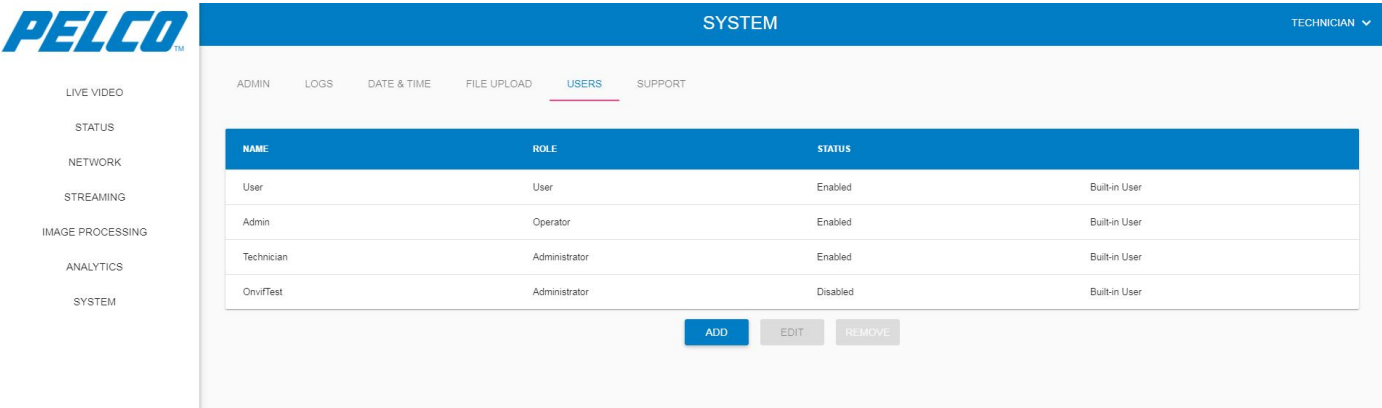 PELCO™
SYSTEM
TECHNICIAN
LIVE VIDEO
STATUS
NETWORK
STREAMING
IMAGE PROCESSING
ANALYTICS
SYSTEM
ADMIN LOGS DATE & TIME FILE UPLOAD USERS SUPPORT
NAME ROLE STATUS
User User Enabled Built-in User
Admin Operator Enabled Built-in User
Technician Administrator Enabled Built-in User
OnvifTest Administrator Disabled Built-in User
ADD EDIT REMOVE